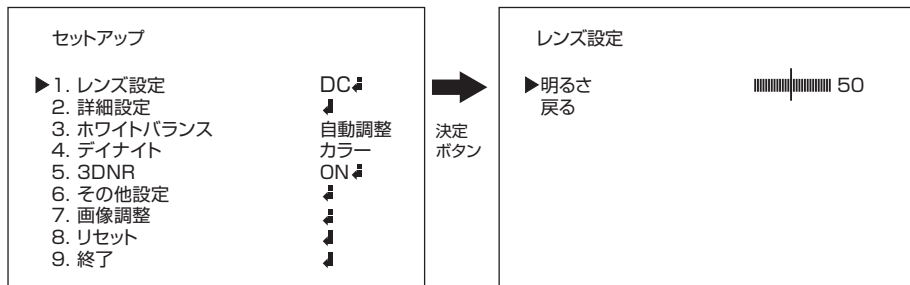 セットアップ
▶1. レンズ設定 DC↲
2. 詳細設定 ↲
3. ホワイトバランス 自動調整
4. デイナイト カラー
5. 3DNR ON↲
6. その他設定 ↲
7. 画像調整 ↲
8. リセット ↲
9. 終了 ↲
決定
ボタン
レンズ設定
▶明るさ 50
戻る